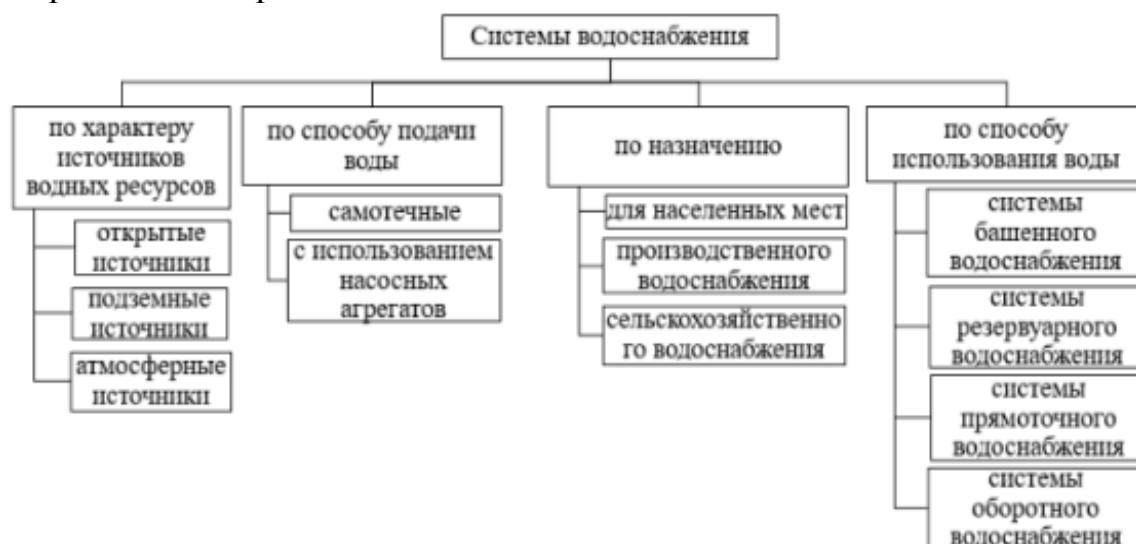 Системы водоснабжения
по характеру
источников
водных ресурсов
открытые
источники
подземные
источники
атмосферные
источники
по способу подачи
воды
самотечные
с использованием
насосных
агрегатов
по назначению
для населенных мест
производственного
водоснабжения
сельскохозяйственно
го водоснабжения
по способу
использования воды
системы
башенного
водоснабжения
системы
резервуарного
водоснабжения
системы
прямоточного
водоснабжения
системы
оборотного
водоснабжения